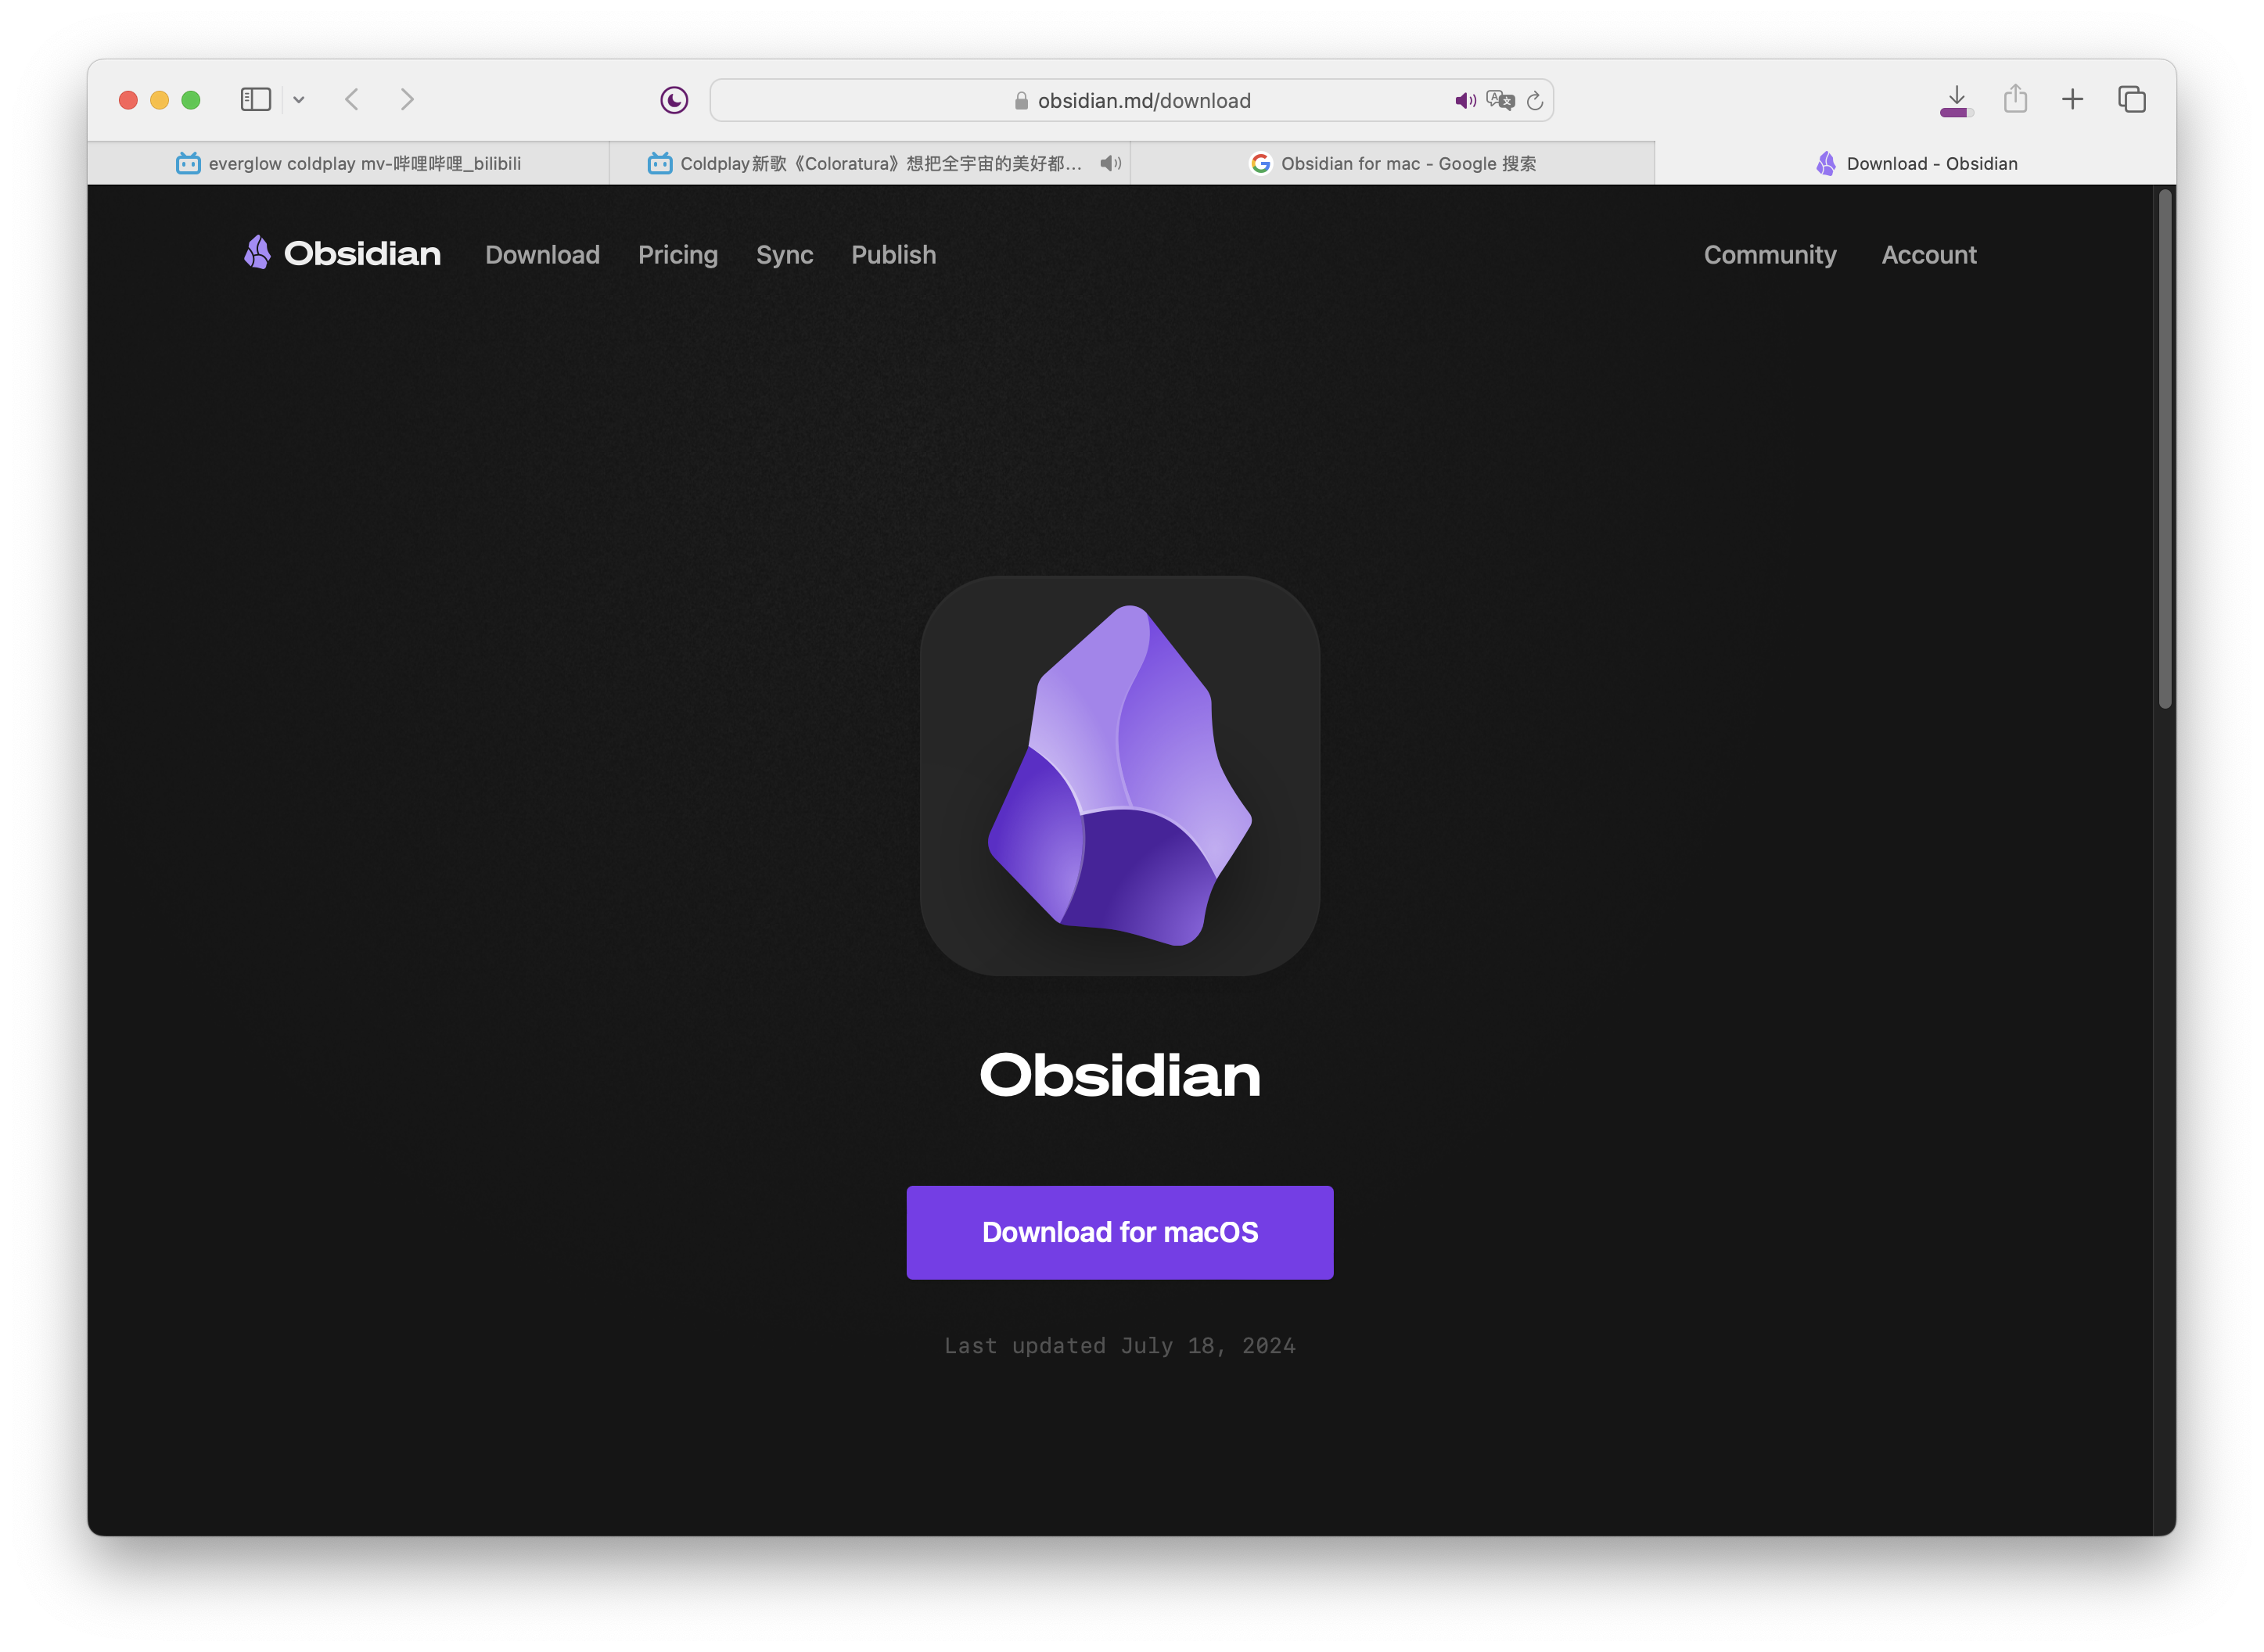 obsidian.md/download
everglow coldplay mv-哔哩哔哩_bilibili
Coldplay新歌《Coloratura》想把全宇宙的美好都...
Obsidian for mac - Google 搜索
Download - Obsidian
Obsidian Download Pricing Sync Publish Community Account
Obsidian
Download for macOS
Last updated July 18, 2024